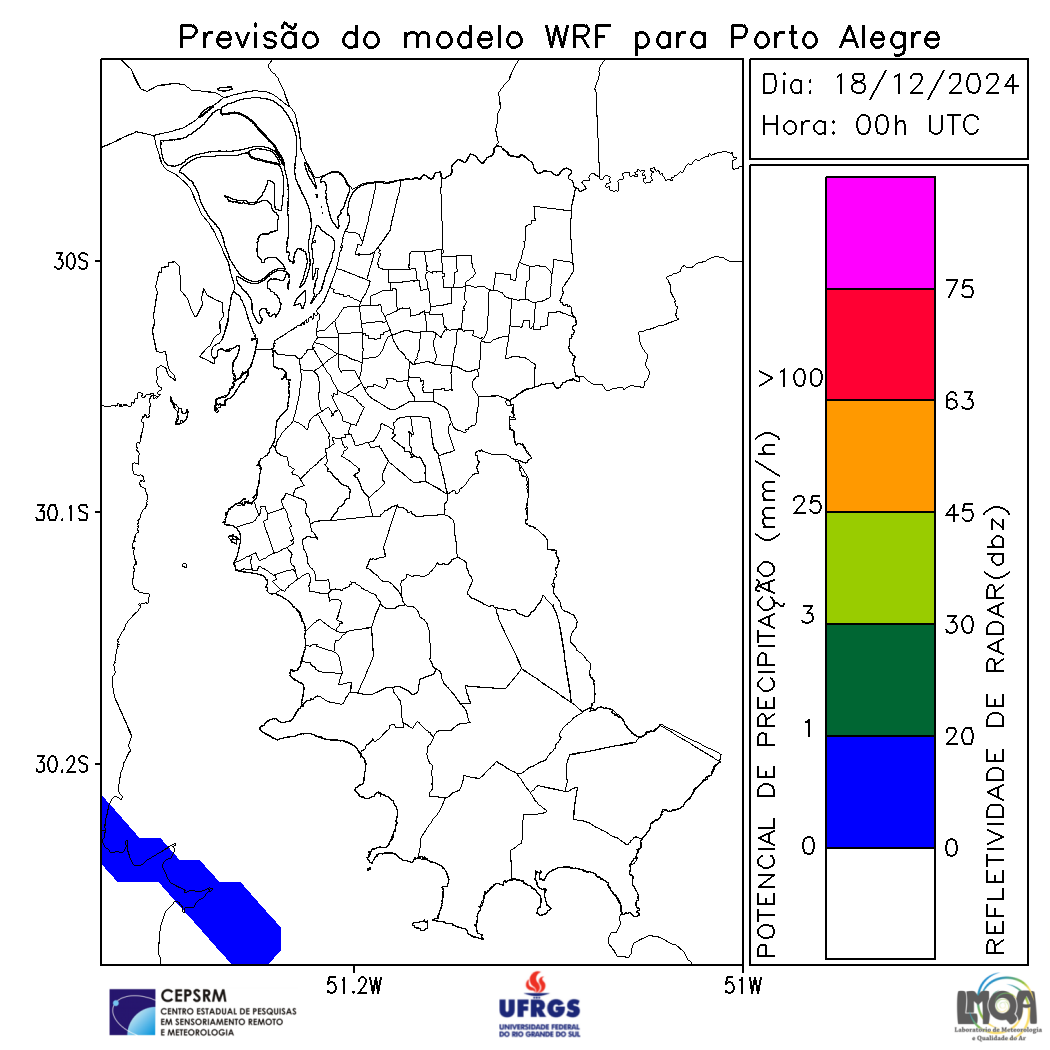 Previsão do modelo WRF para Porto Alegre
Dia: 18/12/2024
Hora: 00h UTC
30S
30.1S
30.2S
51.2W
51W
POTENCIAL DE PRECIPITAÇÃO (mm/h)
>100
25
3
1
0
75
63
45
30
20
0
REFLETIVIDADE DE RADAR(dbz)
CEPSRM
CENTRO ESTADUAL DE PESQUISAS
EM SENSORIAMENTO REMOTO
E METEOROLOGIA
UFRGS
UNIVERSIDADE FEDERAL
DO RIO GRANDE DO SUL
LMQA
Laboratório de Meteorologia
e Qualidade do Ar